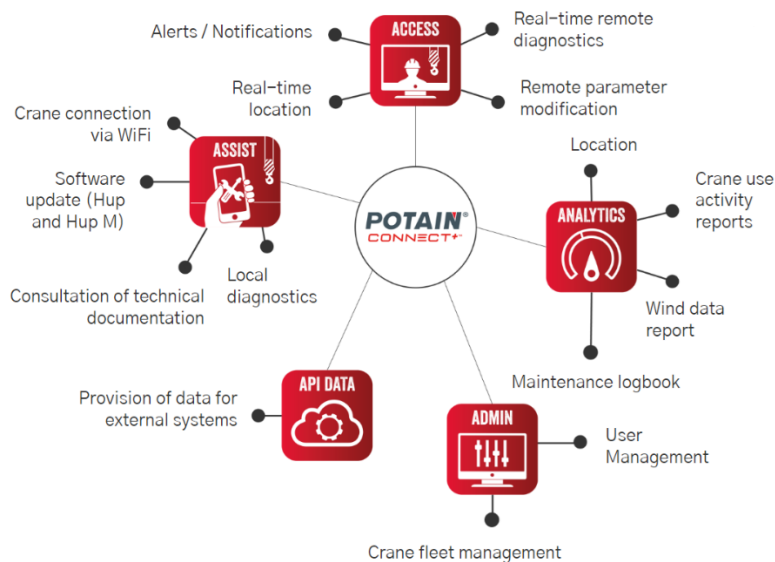 ACCESS
Alerts / Notifications
Real-time
location
Real-time remote
diagnostics
Remote parameter
modification
ASSIST
Crane connection
via WiFi
Software
update (Hup
and Hup M)
Consultation of technical
documentation
Local
diagnostics
POTAIN®
CONNECT+™
ANALYTICS
Location
Crane use
activity
reports
Wind data
report
Maintenance logbook
API DATA
Provision of data for
external systems
ADMIN
User
Management
Crane fleet management